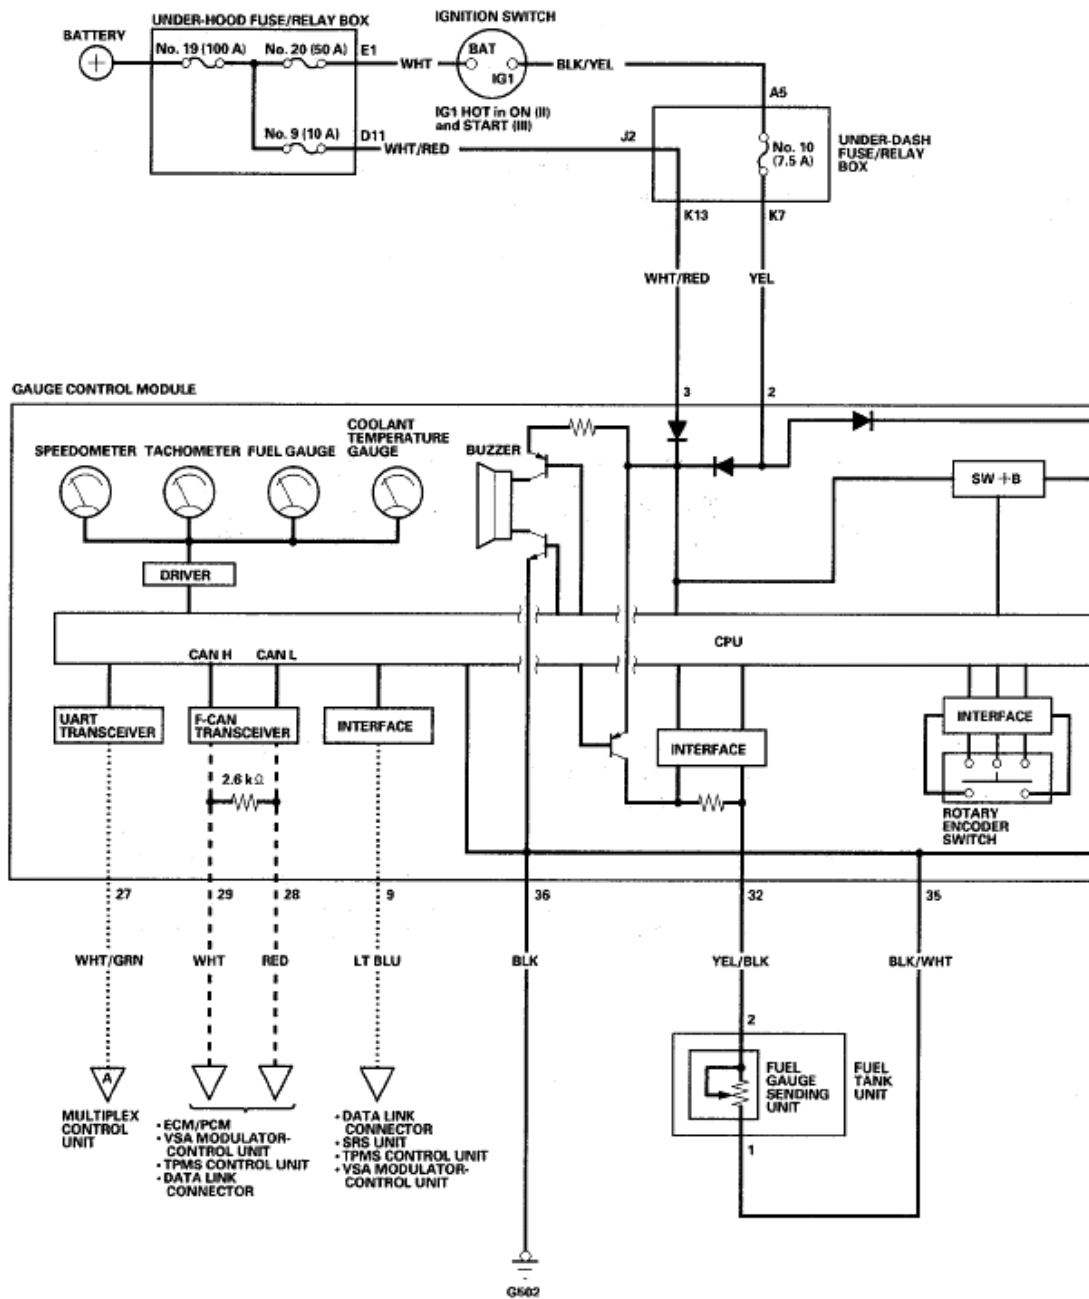 UNDER-HOOD FUSE/RELAY BOX
IGNITION SWITCH
BATTERY
No. 19 (100 A)
No. 20 (50 A)
E1
WHT
BAT
IG1
BLK/YEL
IG1 HOT in ON (II)
and START (III)
A5
No. 9 (10 A)
D11
WHT/RED
J2
No. 10
(7.5 A)
UNDER-DASH
FUSE/RELAY
BOX
K13
K7
WHT/RED
YEL
3
2
GAUGE CONTROL MODULE
SPEEDOMETER
TACHOMETER
FUEL GAUGE
COOLANT
TEMPERATURE
GAUGE
BUZZER
SW +B
DRIVER
CPU
CAN H
CAN L
UART
TRANSCEIVER
F-CAN
TRANSCEIVER
INTERFACE
INTERFACE
INTERFACE
2.6 kΩ
ROTARY
ENCODER
SWITCH
27
29
28
9
36
32
35
WHT/GRN
WHT
RED
LT BLU
BLK
YEL/BLK
BLK/WHT
2
A
MULTIPLEX
CONTROL
UNIT
• ECM/PCM
• VSA MODULATOR-
CONTROL UNIT
• TPMS CONTROL UNIT
• DATA LINK
CONNECTOR
• DATA LINK
CONNECTOR
• SRS UNIT
• TPMS CONTROL UNIT
• VSA MODULATOR-
CONTROL UNIT
FUEL
GAUGE
SENDING
UNIT
FUEL
TANK
UNIT
1
G502